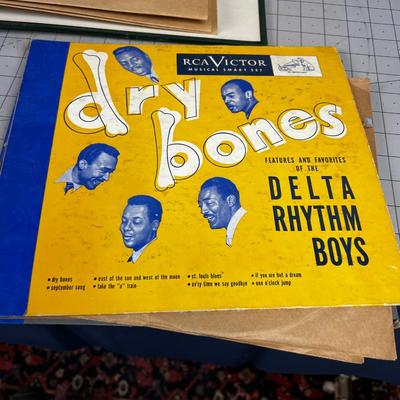 RCA VICTOR
MUSICAL SMART SET
dry
bones
FEATURES AND FAVORITES
OF THE
DELTA
RHYTHM
BOYS
• dry bones
• september song
• east of the sun and west of the moon
• take the "a" train
• st. louis blues
• ev'ry time we say goodbye
• if you are but a dream
• one o'clock jump